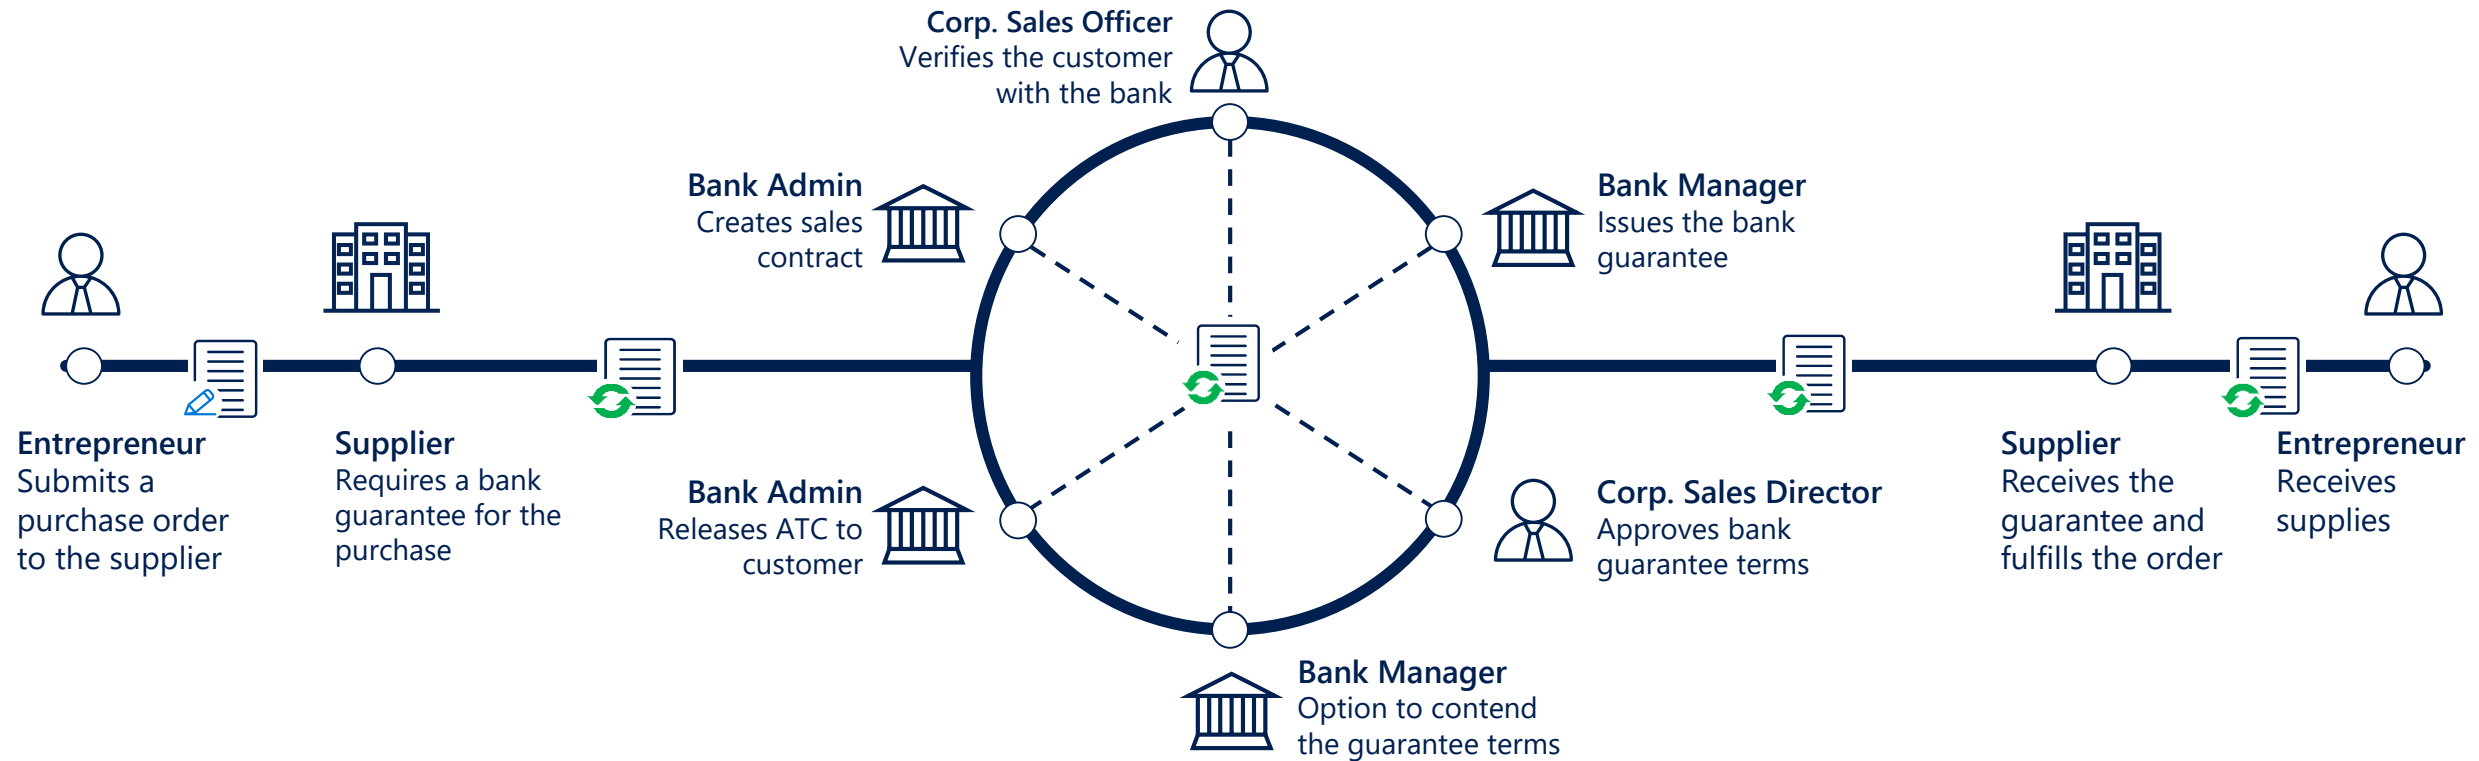 Corp. Sales Officer
Verifies the customer
with the bank
Bank Admin
Creates sales
contract
Bank Manager
Issues the bank
guarantee
Entrepreneur
Submits a
purchase order
to the supplier
Supplier
Requires a bank
guarantee for the
purchase
Bank Admin
Releases ATC to
customer
Corp. Sales Director
Approves bank
guarantee terms
Supplier
Receives the
guarantee and
fulfills the order
Entrepreneur
Receives
supplies
Bank Manager
Option to contend
the guarantee terms